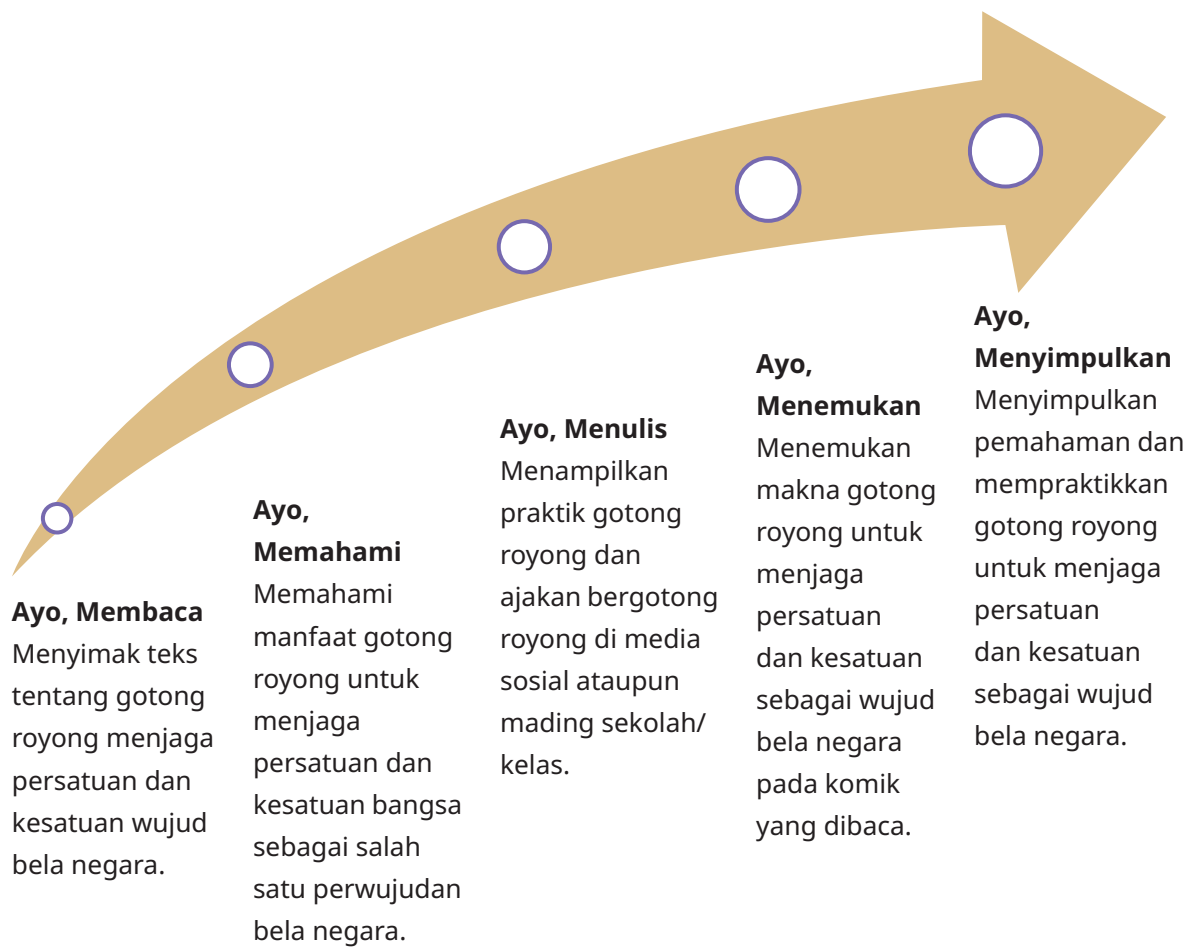 Ayo, Membaca
Menyimak teks
tentang gotong
royong menjaga
persatuan dan
kesatuan wujud
bela negara.
Ayo,
Memahami
Memahami
manfaat gotong
royong untuk
menjaga
persatuan dan
kesatuan bangsa
sebagai salah
satu perwujudan
bela negara.
Ayo, Menulis
Menampilkan
praktik gotong
royong dan
ajakan bergotong
royong di media
sosial ataupun
mading sekolah/
kelas.
Ayo,
Menemukan
Menemukan
makna gotong
royong untuk
menjaga
persatuan
dan kesatuan
sebagai wujud
bela negara
pada komik
yang dibaca.
Ayo,
Menyimpulkan
Menyimpulkan
pemahaman dan
mempraktikkan
gotong royong
untuk menjaga
persatuan
dan kesatuan
sebagai wujud
bela negara.